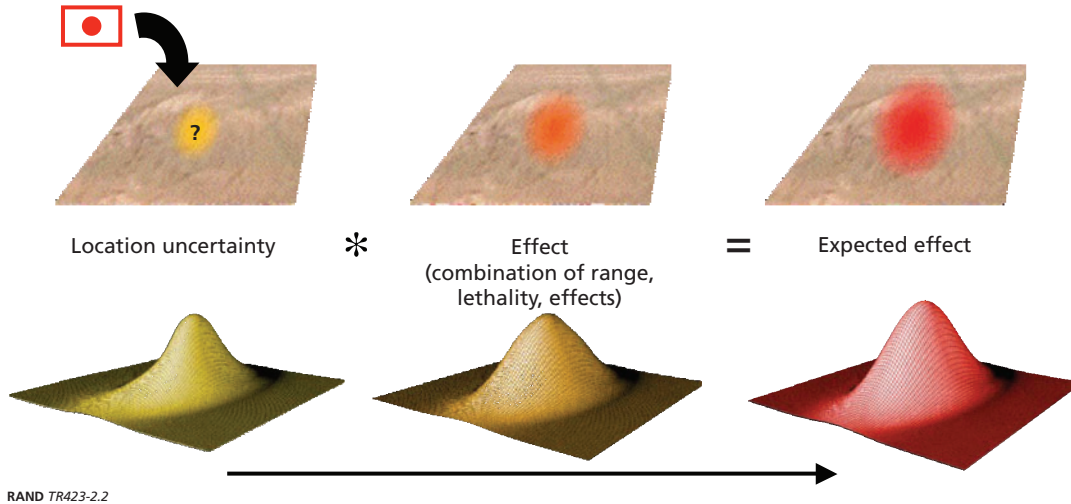 ?
Location uncertainty
*
Effect
(combination of range,
lethality, effects)
=
Expected effect
RAND TR423-2.2